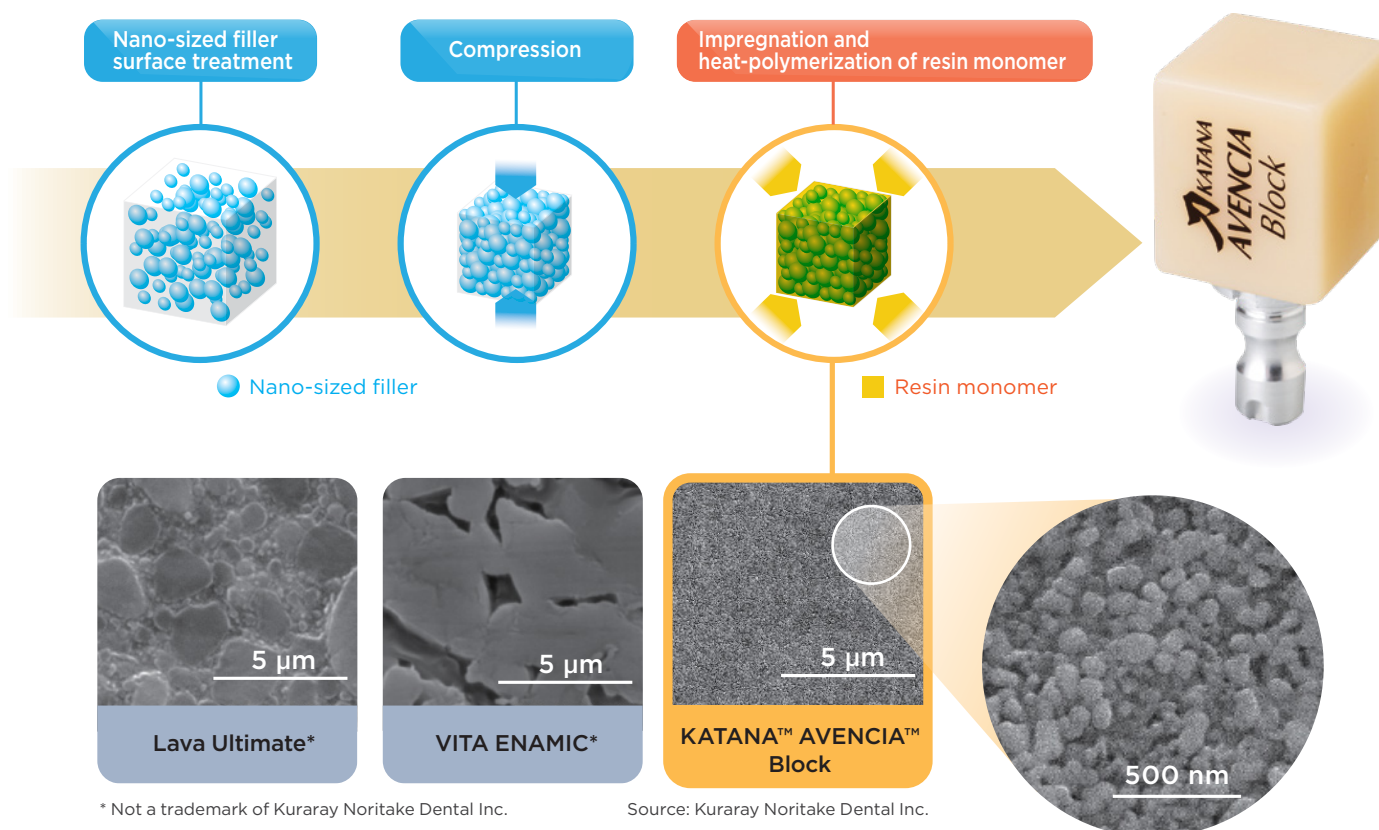 Nano-sized filler
surface treatment
Compression
Impregnation and
heat-polymerization of resin monomer
KATANA
AVENCIA
Block
Nano-sized filler
Resin monomer
5 µm
Lava Ultimate*
5 µm
VITA ENAMIC*
5 µm
KATANA™ AVENCIA™
Block
500 nm
* Not a trademark of Kuraray Noritake Dental Inc.
Source: Kuraray Noritake Dental Inc.